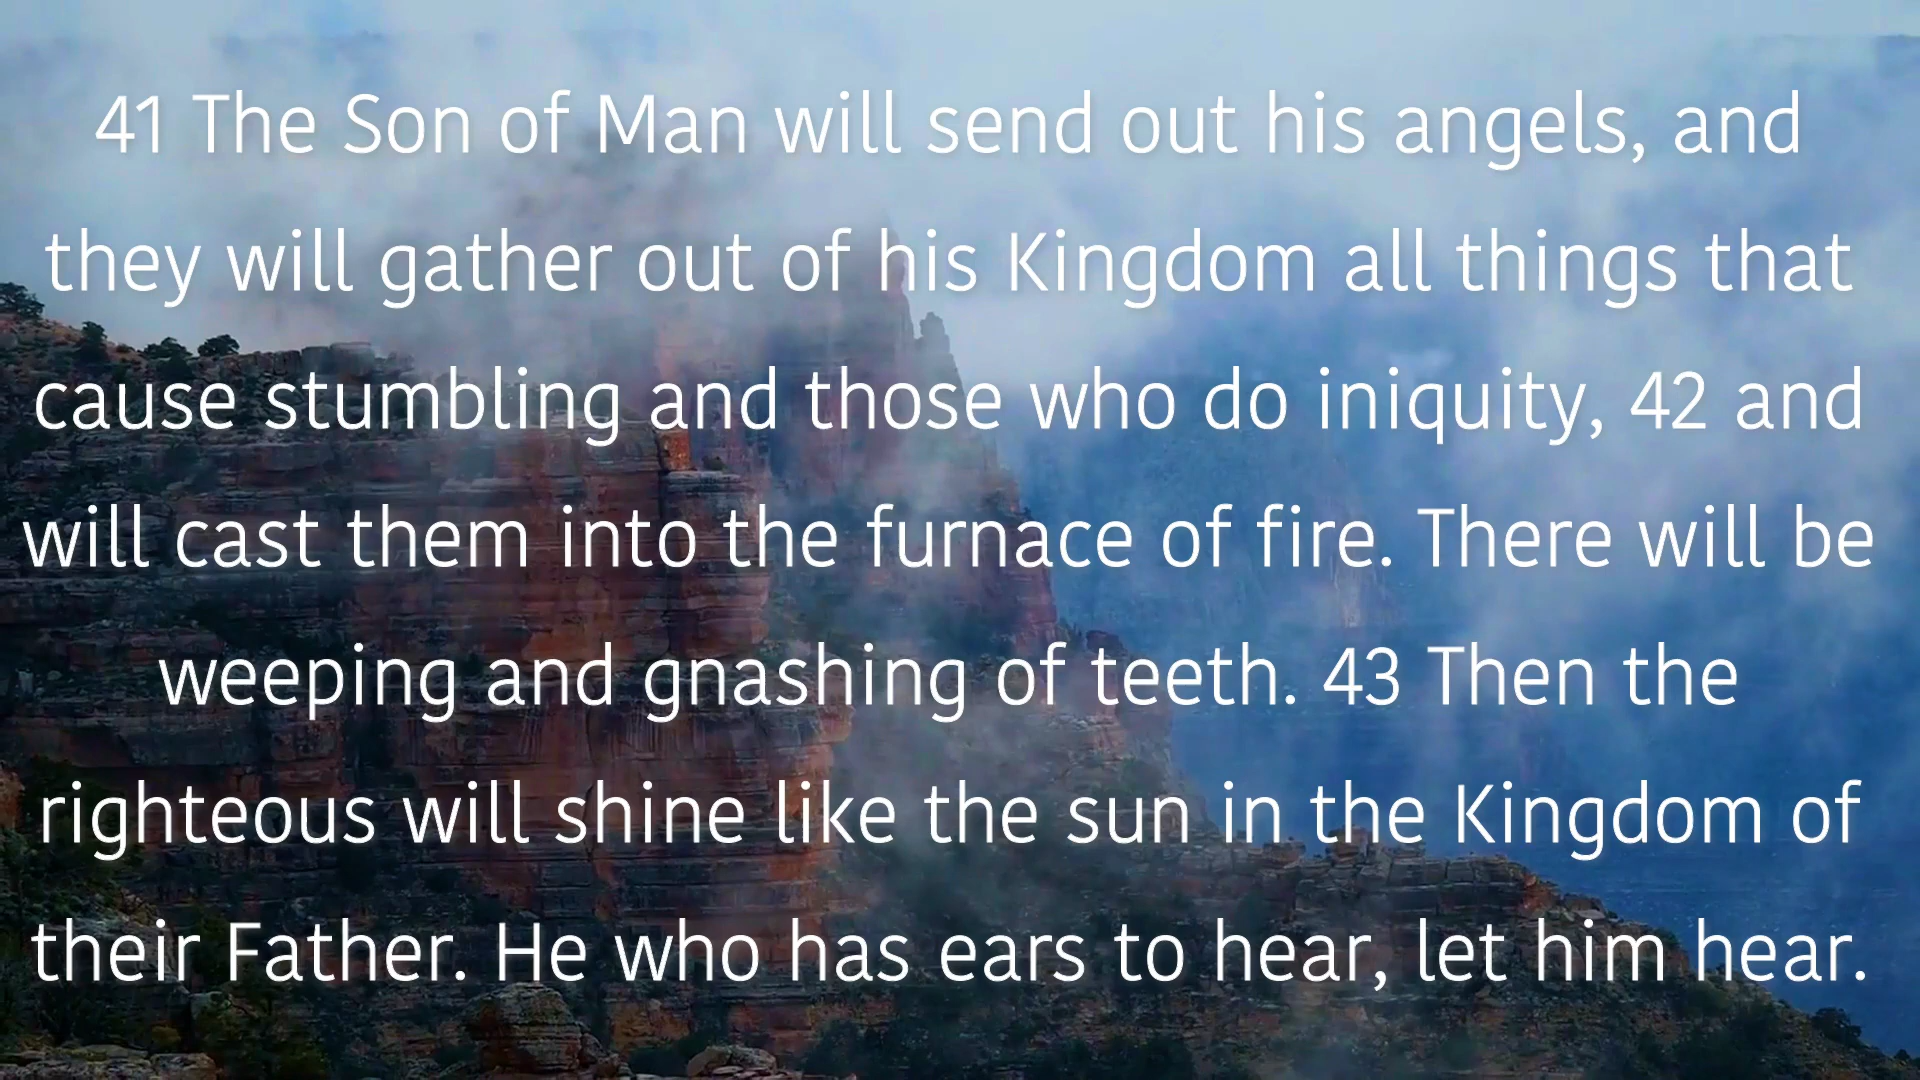 41 The Son of Man will send out his angels, and
they will gather out of his Kingdom all things that
cause stumbling and those who do iniquity, 42 and
will cast them into the furnace of fire. There will be
weeping and gnashing of teeth. 43 Then the
righteous will shine like the sun in the Kingdom of
their Father. He who has ears to hear, let him hear.